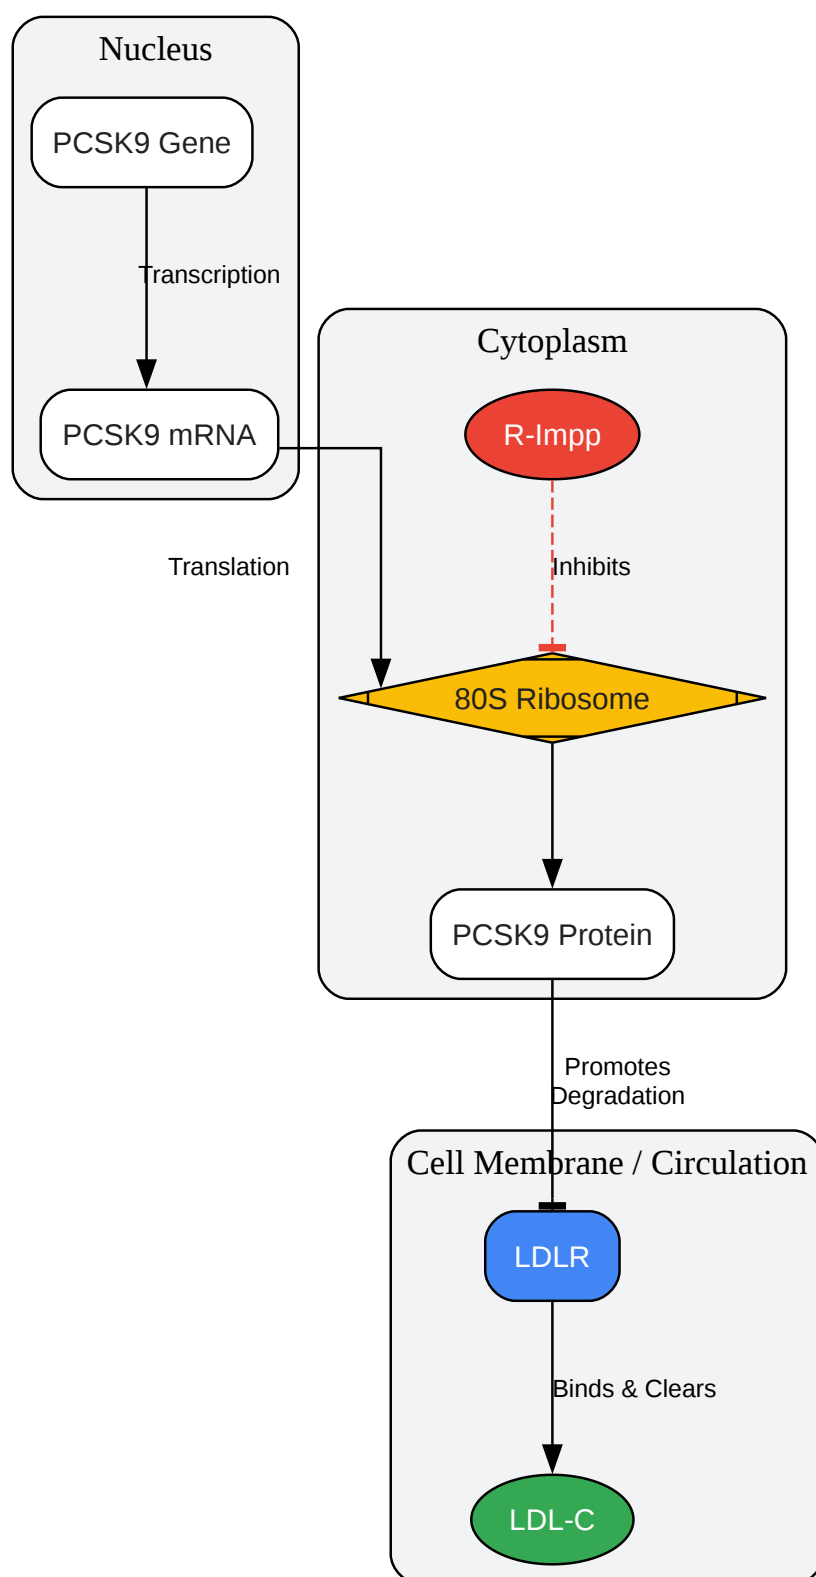 Nucleus
PCSK9 Gene
Transcription
PCSK9 mRNA
Cytoplasm
R-Impp
Translation
Inhibits
80S Ribosome
PCSK9 Protein
Promotes
Degradation
Cell Membrane / Circulation
LDLR
Binds & Clears
LDL-C